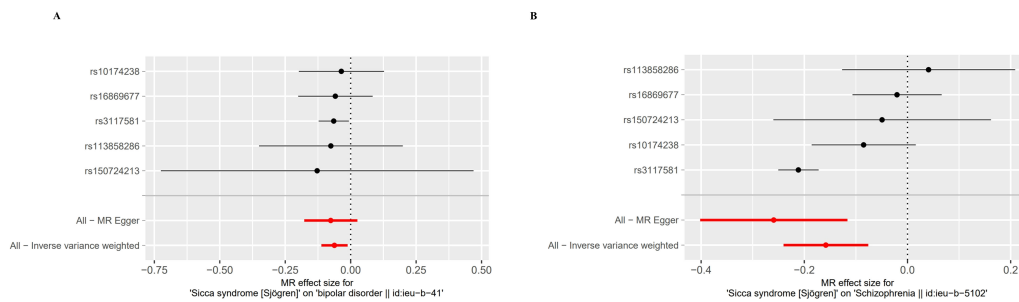 A
rs10174238
rs16869677
rs3117581
rs113858286
rs150724213
All − MR Egger
All − Inverse variance weighted
−0.75
−0.50
−0.25
0.00
0.25
0.50
MR effect size for
'Sicca syndrome [Sjögren]' on 'bipolar disorder || id:ieu-b-41'
B
rs113858286
rs16869677
rs150724213
rs10174238
rs3117581
All − MR Egger
All − Inverse variance weighted
−0.4
−0.2
0.0
0.2
MR effect size for
'Sicca syndrome [Sjögren]' on 'Schizophrenia || id:ieu-b-5102'